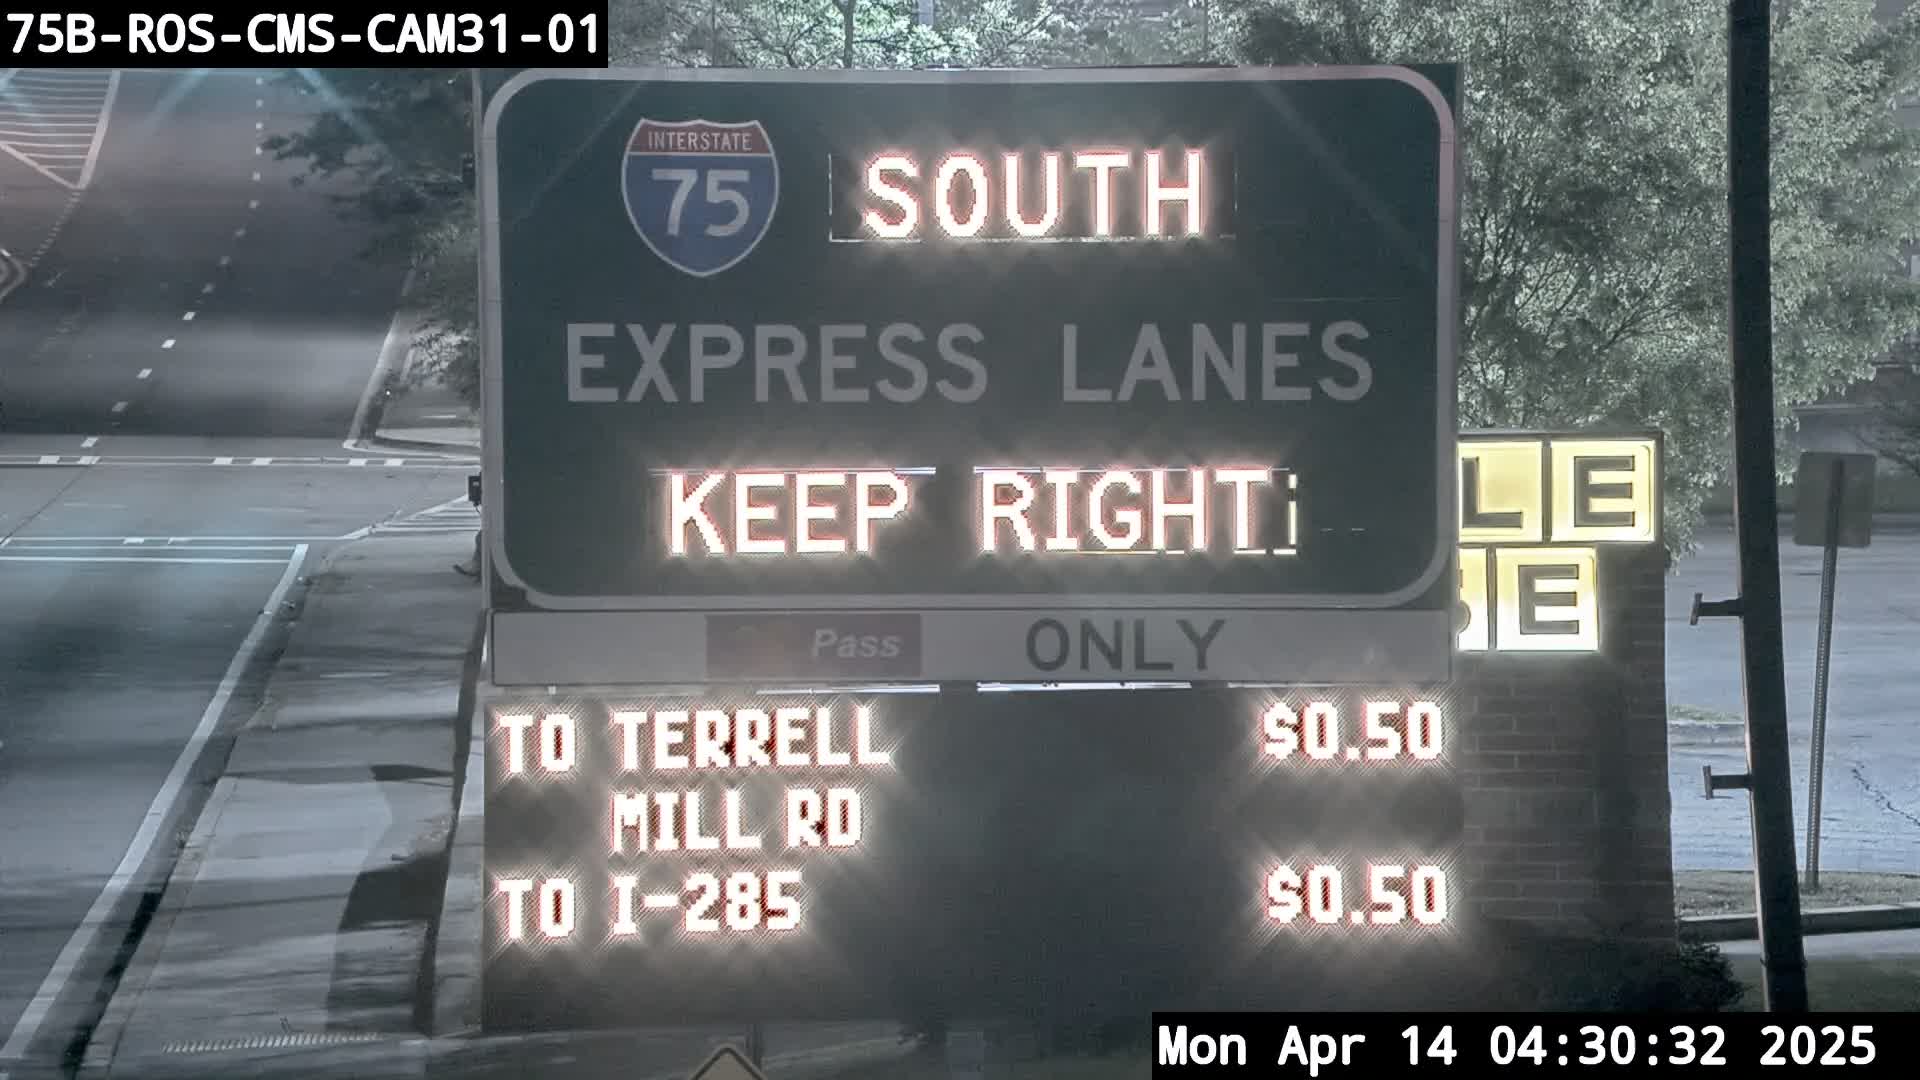 75B-ROS-CMS-CAM31-01
INTERSTATE
75
SOUTH
EXPRESS LANES
KEEP RIGHT
Pass ONLY
TO TERRELL $0.50
MILL RD
TO I-285 $0.50
LE
E
Mon Apr 14 04:30:32 2025